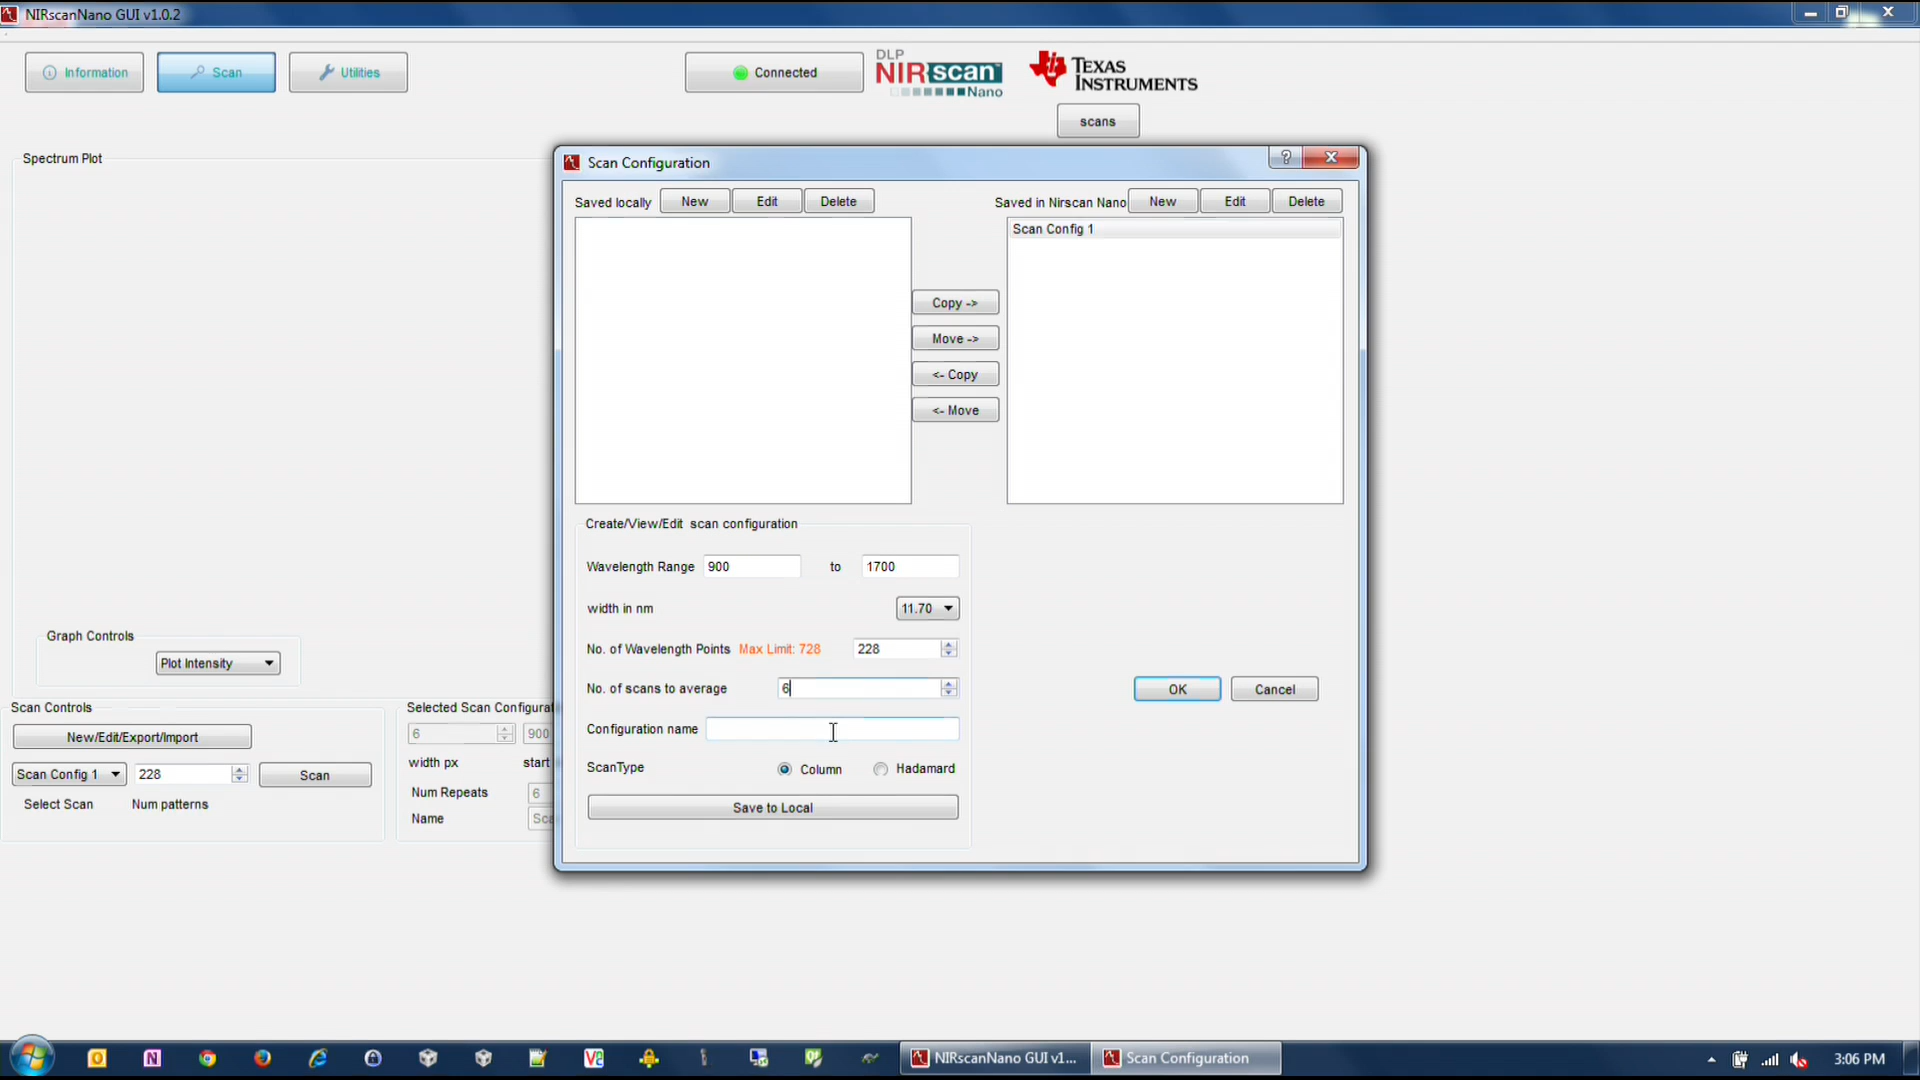 NIRscanNano GUI v1.0.2
Information
Scan
Utilities
Connected
DLP
NIRscan
Nano
TEXAS
INSTRUMENTS
scans
Spectrum Plot
Scan Configuration
?
Saved locally
New
Edit
Delete
Saved in Nirscan Nano
New
Edit
Delete
Scan Config 1
Copy ->
Move ->
<- Copy
<- Move
Create/View/Edit scan configuration
Wavelength Range
900
to
1700
width in nm
11.70
No. of Wavelength Points
Max Limit: 728
228
No. of scans to average
6
Configuration name
ScanType
Column
Hadamard
Save to Local
OK
Cancel
Graph Controls
Plot Intensity
Scan Controls
New/Edit/Export/Import
Scan Config 1
228
Scan
Select Scan
Num patterns
Selected Scan Configurat
6
900
width px
start
Num Repeats
6
Name
Sca
NIRscanNano GUI v1...
Scan Configuration
3:06 PM